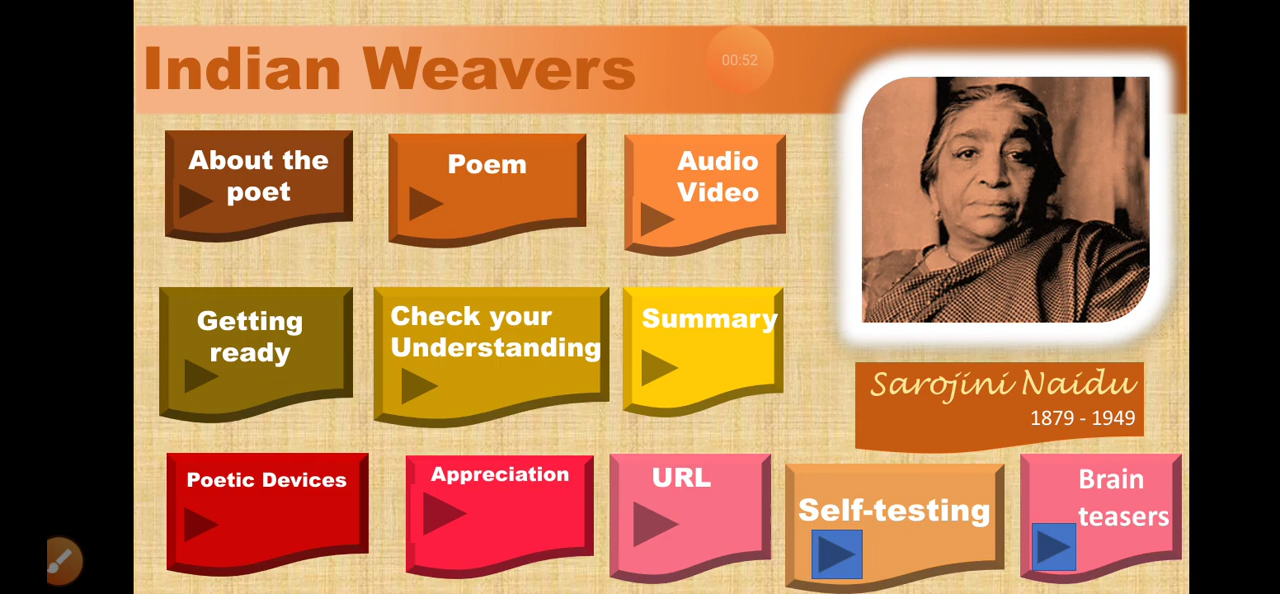 Indian Weavers
00:52
About the
poet
Poem
Audio
Video
Getting
ready
Check your
Understanding
Summary
Sarojini Naidu
1879 - 1949
Poetic Devices
Appreciation
URL
Self-testing
Brain
teasers